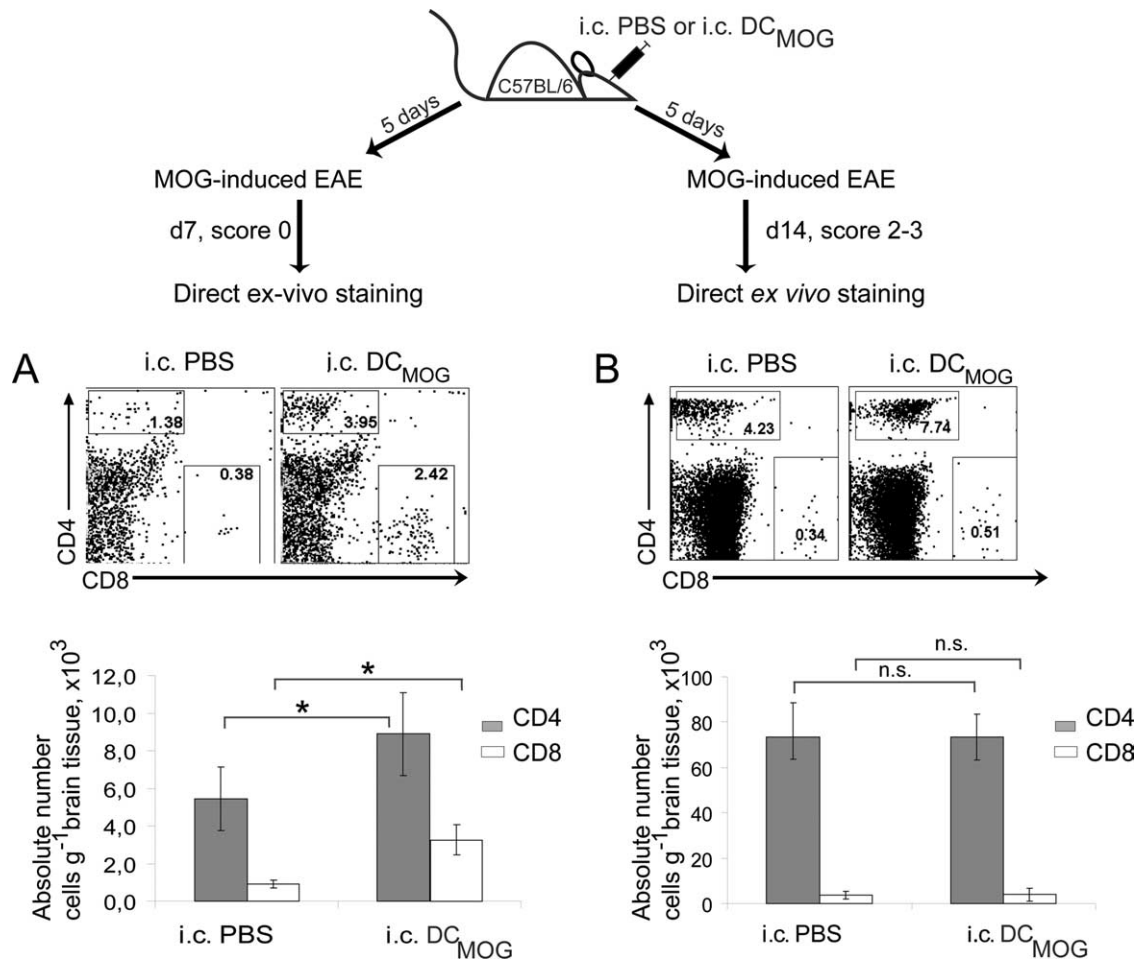 i.c. PBS or i.c. DCMOG
C57BL/6
5 days
5 days
MOG-induced EAE
MOG-induced EAE
d7, score 0
d14, score 2-3
Direct ex-vivo staining
Direct ex vivo staining
A
i.c. PBS
i.c. DCMOG
1.38
3.95
0.38
2.42
CD4
CD8
B
i.c. PBS
i.c. DCMOG
4.23
7.74
0.34
0.51
CD4
CD8
Absolute number
cells g-1brain tissue, x103
12,0
10,0
8,0
6,0
4,0
2,0
0,0
*
*
CD4
CD8
i.c. PBS
i.c. DCMOG
Absolute number
cells g-1brain tissue, x103
100
80
60
40
20
0
n.s.
n.s.
CD4
CD8
i.c. PBS
i.c. DCMOG